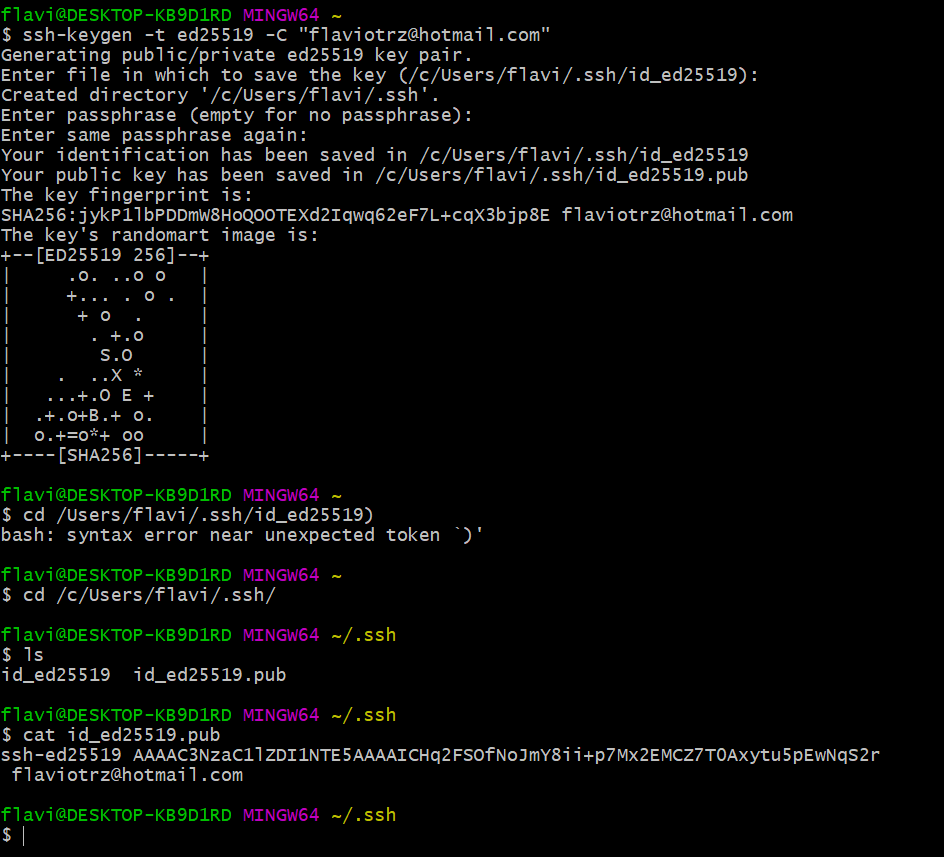 flavi@DESKTOP-KB9D1RD MINGW64 ~
$ ssh-keygen -t ed25519 -C "flaviotrz@hotmail.com"
Generating public/private ed25519 key pair.
Enter file in which to save the key (/c/Users/flavi/.ssh/id_ed25519):
Created directory '/c/Users/flavi/.ssh'.
Enter passphrase (empty for no passphrase):
Enter same passphrase again:
Your identification has been saved in /c/Users/flavi/.ssh/id_ed25519
Your public key has been saved in /c/Users/flavi/.ssh/id_ed25519.pub
The key fingerprint is:
SHA256:jykP1lbPDDmW8HoQOOTEXd2Iqwq62eF7L+cqX3bjp8E flaviotrz@hotmail.com
The key's randomart image is:
+--[ED25519 256]--+
|     .o. ..o o   |
|     +... . o .  |
|      + o  .     |
|       . +.o     |
|        S.O      |
|    .  ..X *     |
|   ...+.O E +    |
|  .+.o+B.+ o.    |
|  o.+=o*+ oo     |
+----[SHA256]-----+
flavi@DESKTOP-KB9D1RD MINGW64 ~
$ cd /Users/flavi/.ssh/id_ed25519)
bash: syntax error near unexpected token `)'
flavi@DESKTOP-KB9D1RD MINGW64 ~
$ cd /c/Users/flavi/.ssh/
flavi@DESKTOP-KB9D1RD MINGW64 ~/.ssh
$ ls
id_ed25519  id_ed25519.pub
flavi@DESKTOP-KB9D1RD MINGW64 ~/.ssh
$ cat id_ed25519.pub
ssh-ed25519 AAAAC3NzaC1lZDI1NTE5AAAAICHq2FSOfNoJmY8ii+p7Mx2EMCZ7TOAxytu5pEwNqS2r
 flaviotrz@hotmail.com
flavi@DESKTOP-KB9D1RD MINGW64 ~/.ssh
$